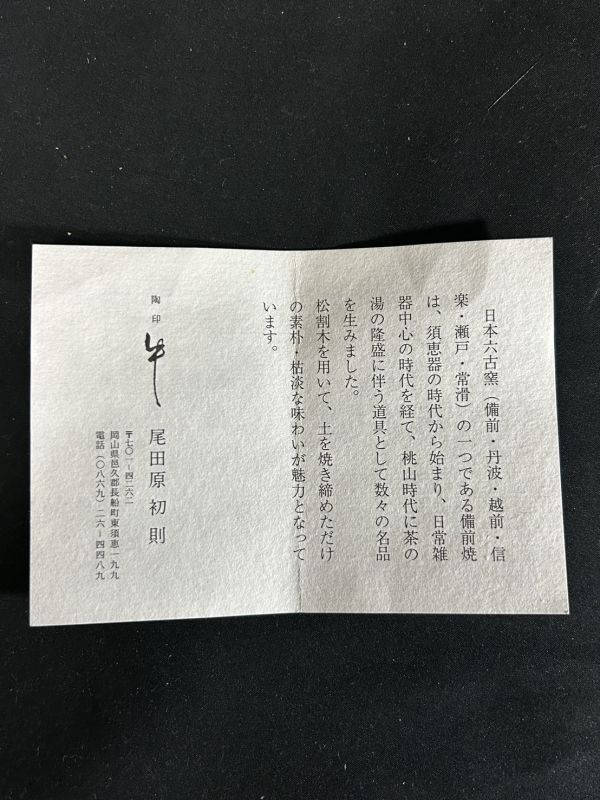 日本六古窯（備前・丹波・越前・信
楽・瀬戸・常滑）の一つである備前焼
は、須恵器の時代から始まり、日常雑
器中心の時代を経て、桃山時代に茶の
湯の隆盛に伴う道具として数々の名品
を生みました。
松割木を用いて、土を焼き締めただけ
の素朴・枯淡な味わいが魅力となって
います。
陶印
尾田原初則
〒七〇一－四二六二
岡山県邑久郡長船町東須恵一九九
電話（〇八六九）二六－四四八九